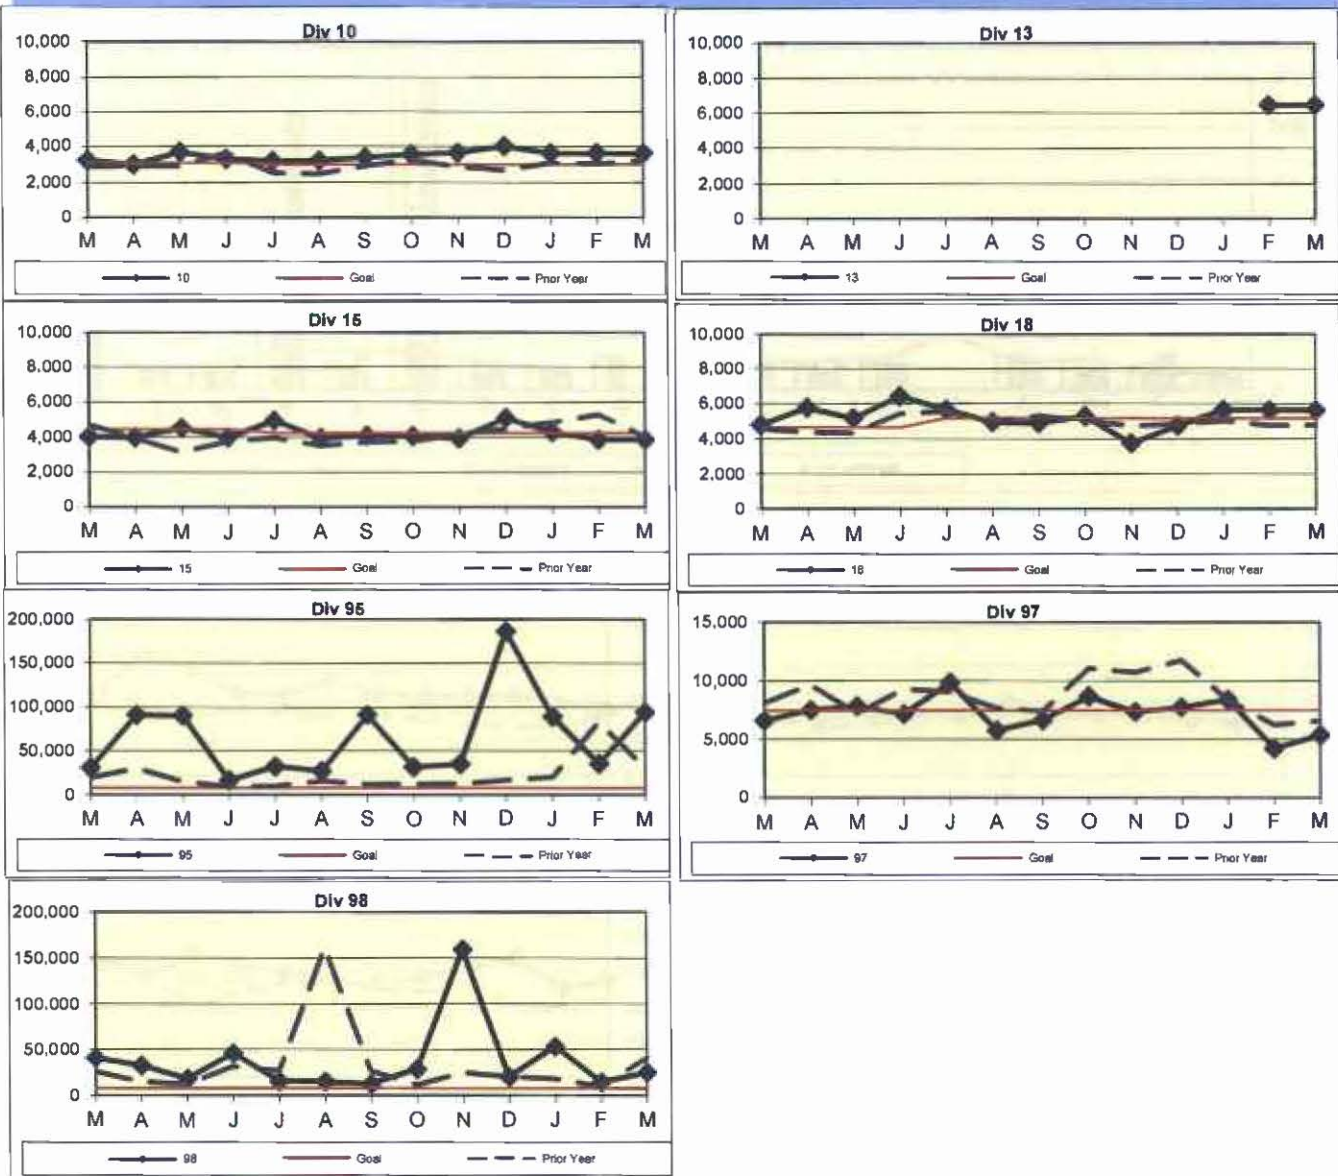 Div 10
10,000
8,000
6,000
4,000
2,000
0
M A M J J A S O N D J F M
10 Goal Prior Year
Div 13
10,000
8,000
6,000
4,000
2,000
0
M A M J J A S O N D J F M
13 Goal Prior Year
Div 15
10,000
8,000
6,000
4,000
2,000
0
M A M J J A S O N D J F M
15 Goal Prior Year
Div 18
10,000
8,000
6,000
4,000
2,000
0
M A M J J A S O N D J F M
18 Goal Prior Year
Div 95
200,000
150,000
100,000
50,000
0
M A M J J A S O N D J F M
95 Goal Prior Year
Div 97
15,000
10,000
5,000
0
M A M J J A S O N D J F M
97 Goal Prior Year
Div 98
200,000
150,000
100,000
50,000
0
M A M J J A S O N D J F M
98 Goal Prior Year